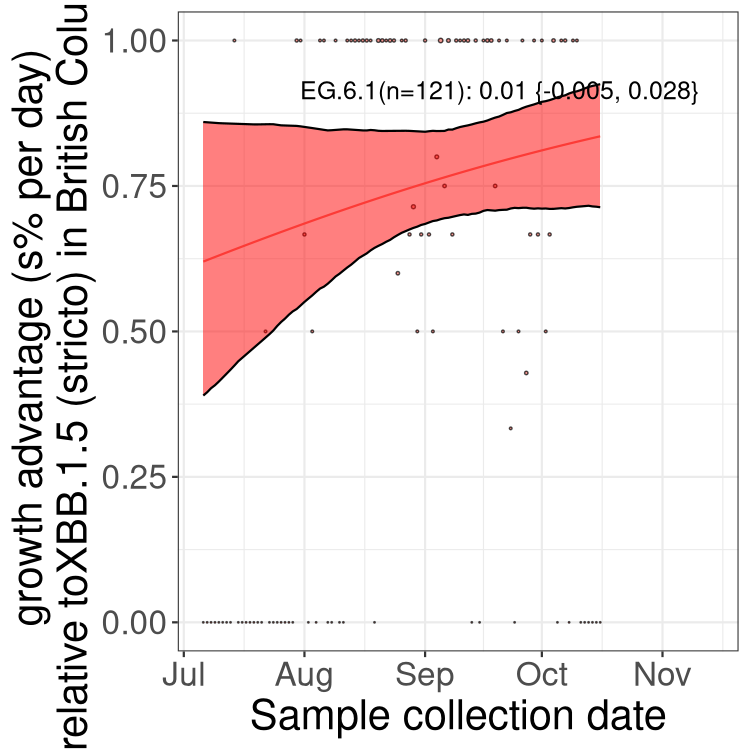 growth advantage (s% per day)
relative toXBB.1.5 (stricto) in British Colu
1.00
0.75
0.50
0.25
0.00
EG.6.1(n=121): 0.01 {-0.005, 0.028}
Jul Aug Sep Oct Nov
Sample collection date